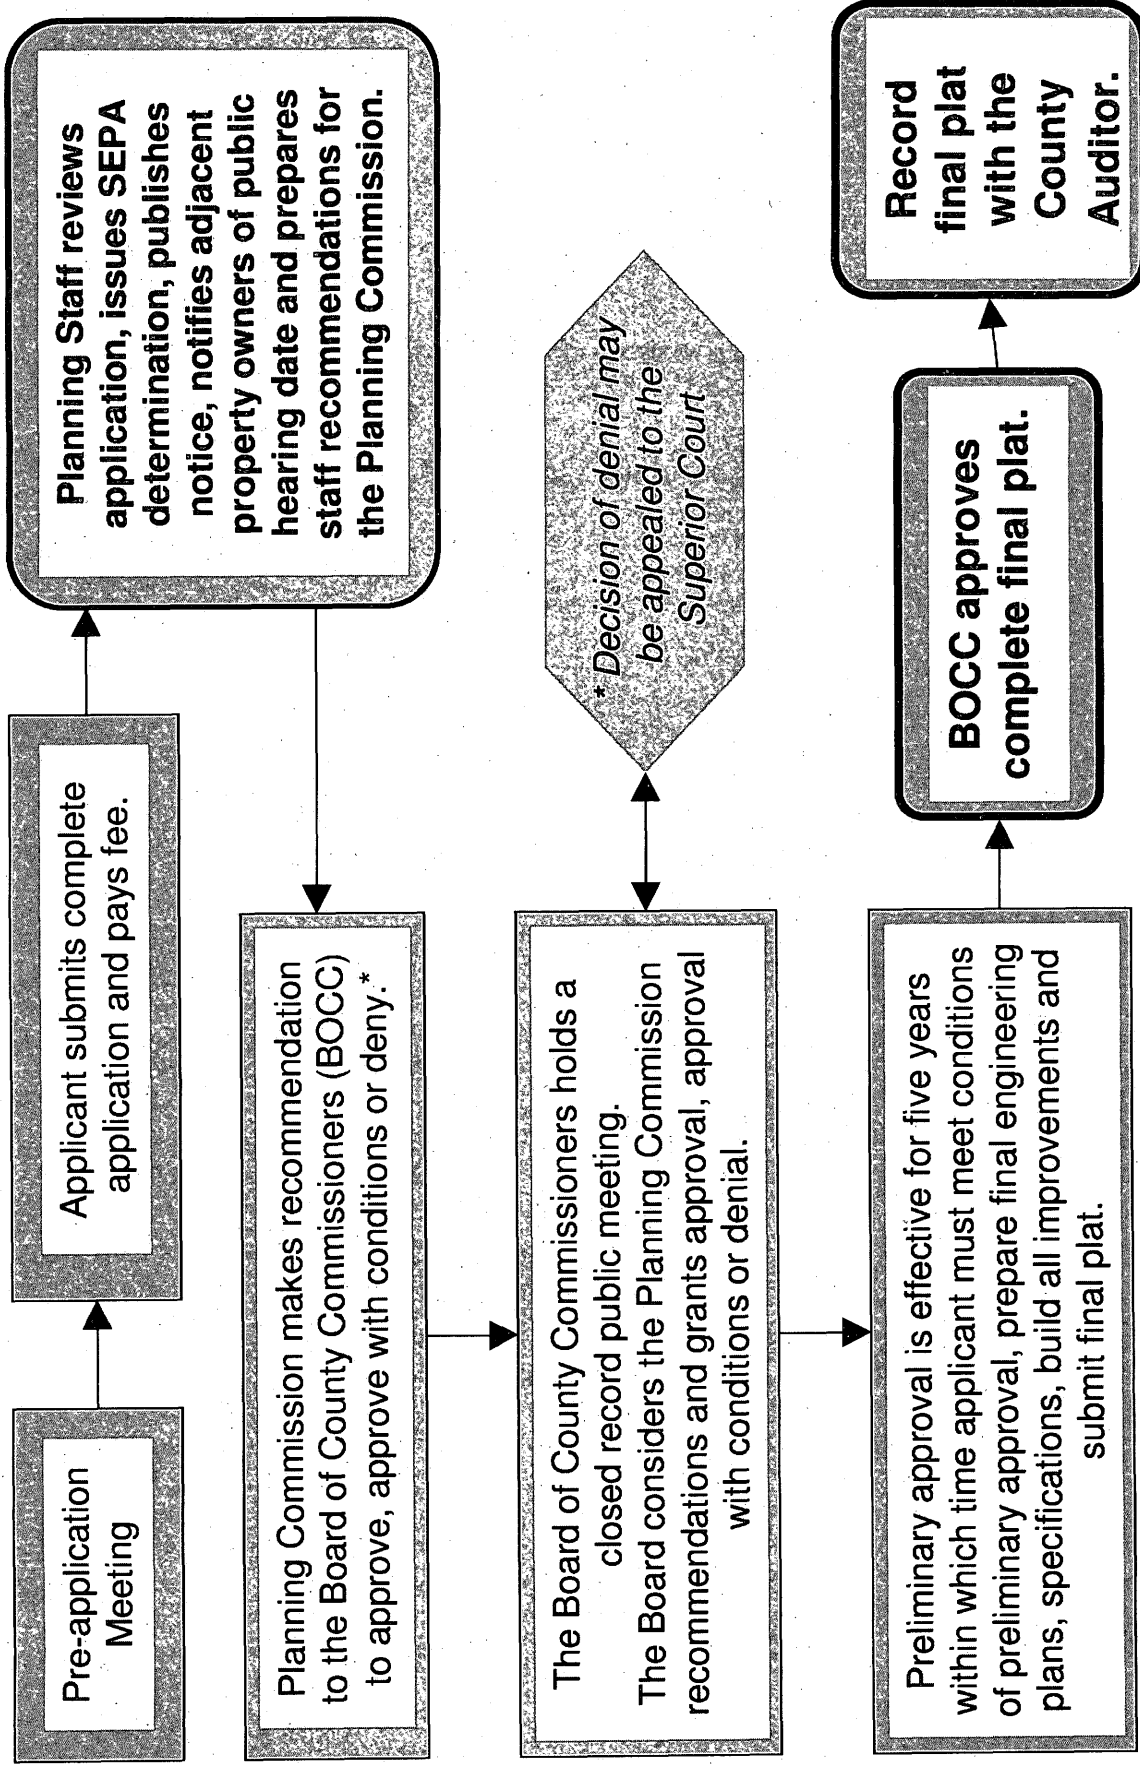 Pre-application
Meeting
Applicant submits complete
application and pays fee.
Planning Staff reviews
application, issues SEPA
determination, publishes
notice, notifies adjacent
property owners of public
hearing date and prepares
staff recommendations for
the Planning Commission.
Planning Commission makes recommendation
to the Board of County Commissioners (BOCC)
to approve, approve with conditions or deny.*
The Board of County Commissioners holds a
closed record public meeting.
The Board considers the Planning Commission
recommendations and grants approval, approval
with conditions or denial.
* Decision of denial may
be appealed to the
Superior Court.
Preliminary approval is effective for five years
within which time applicant must meet conditions
of preliminary approval, prepare final engineering
plans, specifications, build all improvements and
submit final plat.
BOCC approves
complete final plat.
Record
final plat
with the
County
Auditor.